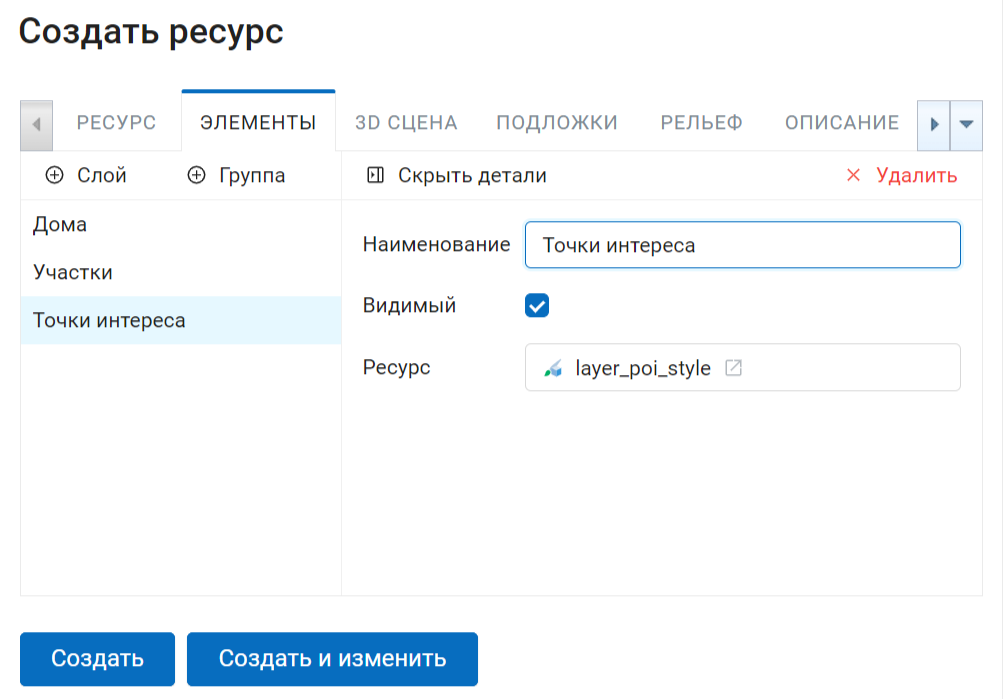 Создать ресурс
РЕСУРС ЭЛЕМЕНТЫ 3D СЦЕНА ПОДЛОЖКИ РЕЛЬЕФ ОПИСАНИЕ
Слой Группа Скрыть детали Удалить
Дома
Наименование Точки интереса
Участки
Видимый
Точки интереса
Ресурс layer_poi_style
Создать Создать и изменить